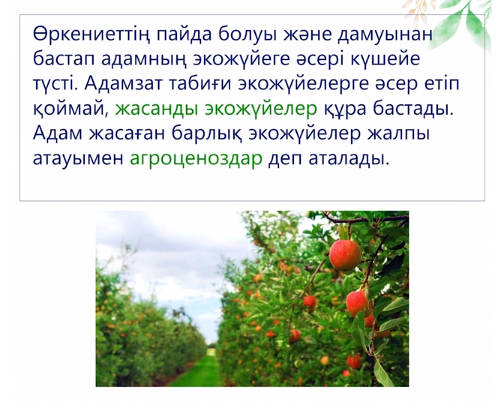 Өркениеттің пайда болуы және дамуынан
бастап адамның экожүйеге әсері күшейе
түсті. Адамзат табиғи экожүйелерге әсер етіп
қоймай, жасанды экожүйелер құра бастады.
Адам жасаған барлық экожүйелер жалпы
атауымен агроценоздар деп аталады.